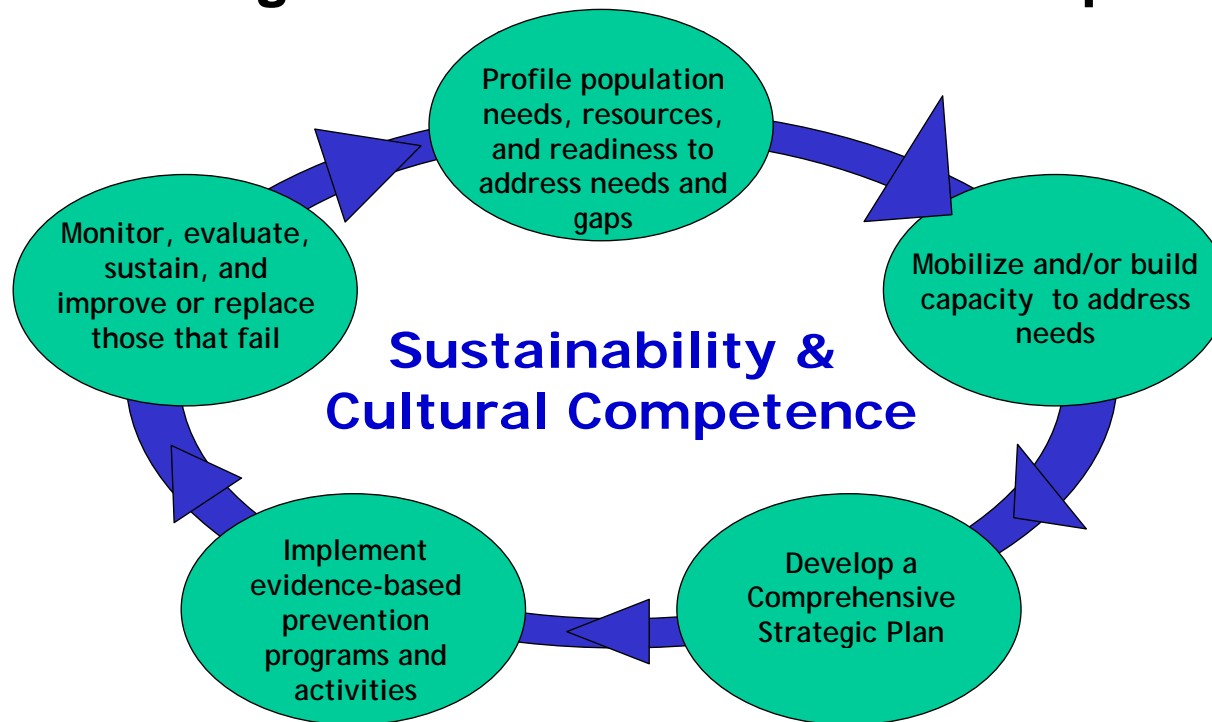 Profile population
needs, resources,
and readiness to
address needs and
gaps
Mobilize and/or build
capacity to address
needs
Develop a
Comprehensive
Strategic Plan
Implement
evidence-based
prevention
programs and
activities
Monitor, evaluate,
sustain, and
improve or replace
those that fail
Sustainability &
Cultural Competence